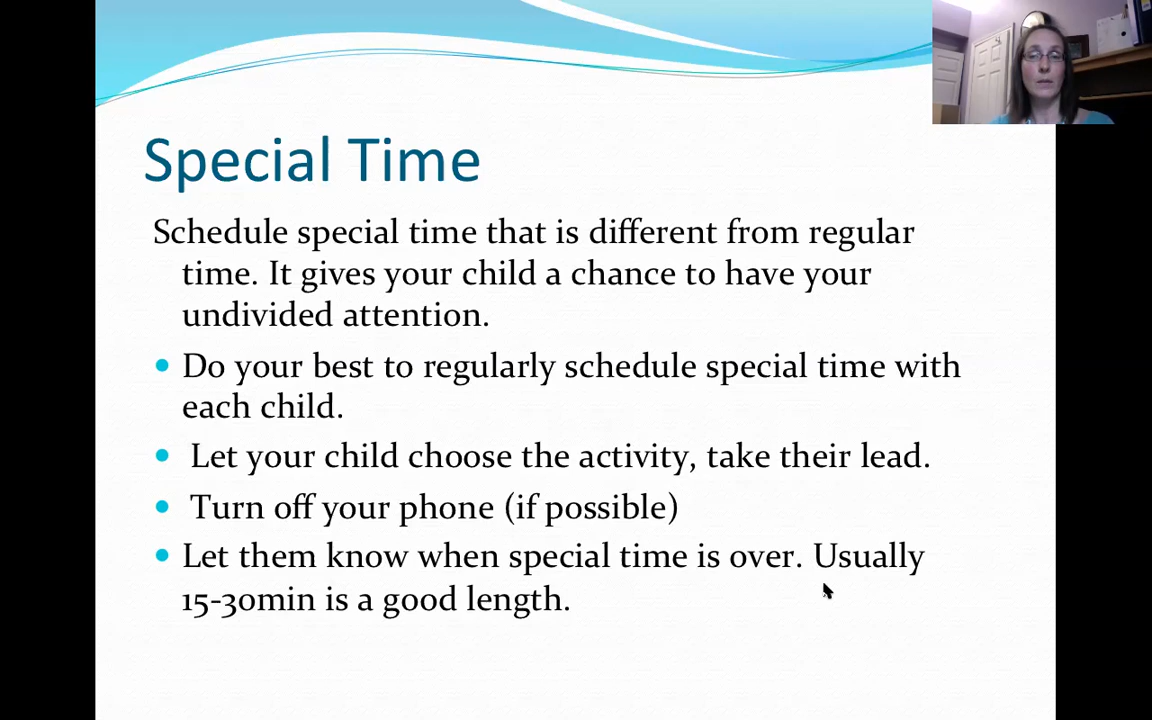 Special Time
Schedule special time that is different from regular
time. It gives your child a chance to have your
undivided attention.
Do your best to regularly schedule special time with
each child.
Let your child choose the activity, take their lead.
Turn off your phone (if possible)
Let them know when special time is over. Usually
15-30min is a good length.